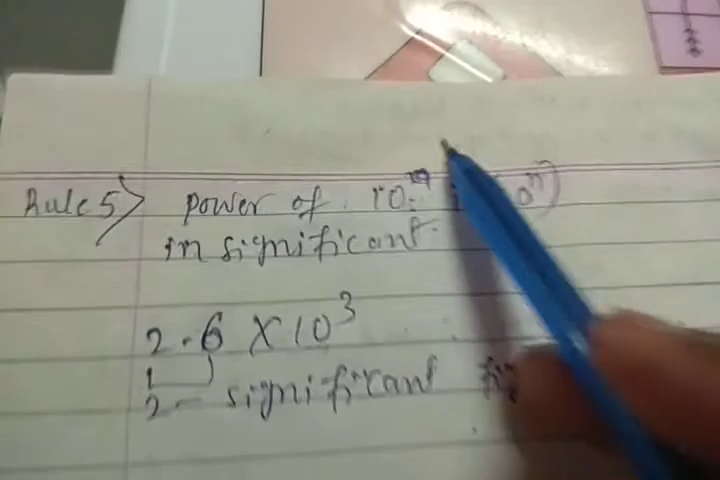 Rule 5> power of 10.
in significant.
2.6 X 10³
2 - significant